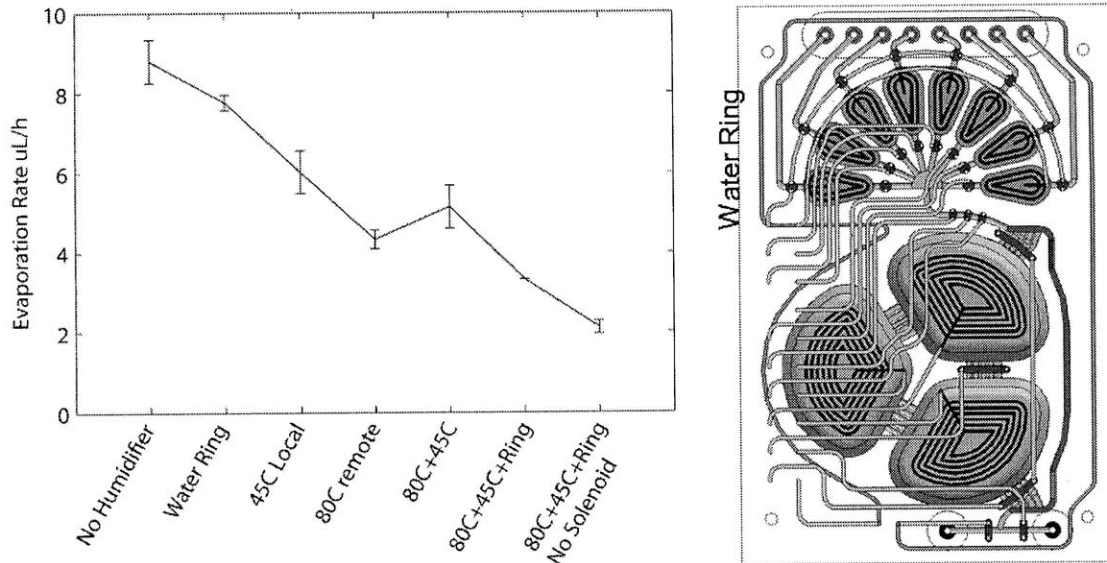 10
8
6
4
2
0
Evaporation Rate uL/h
No Humidifier
Water Ring
45C Local
80C remote
80C+45C
80C+45C+Ring
80C+45C+Ring
No Solenoid
Water Ring